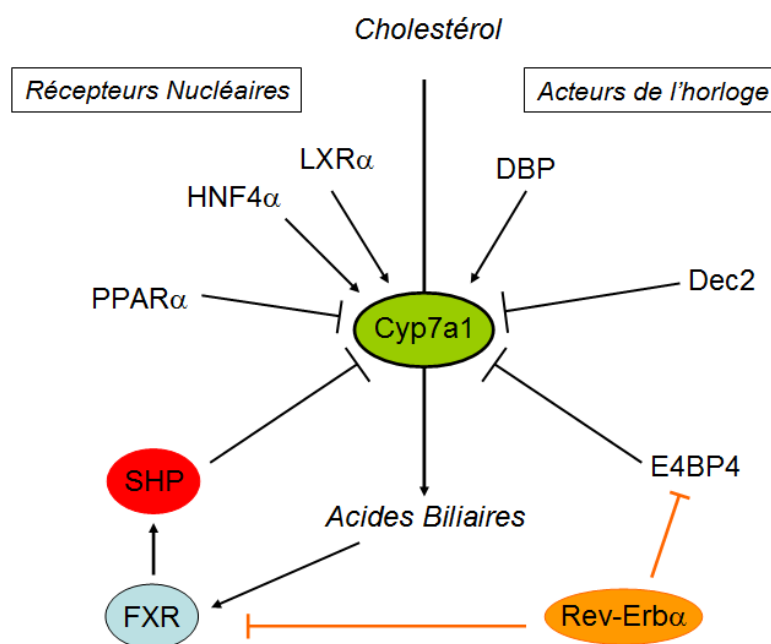 Cholestérol
Récepteurs Nucléaires
Acteurs de l'horloge
LXRα
DBP
HNF4α
PPARα
Dec2
Cyp7a1
SHP
E4BP4
Acides Biliaires
FXR
Rev-Erbα